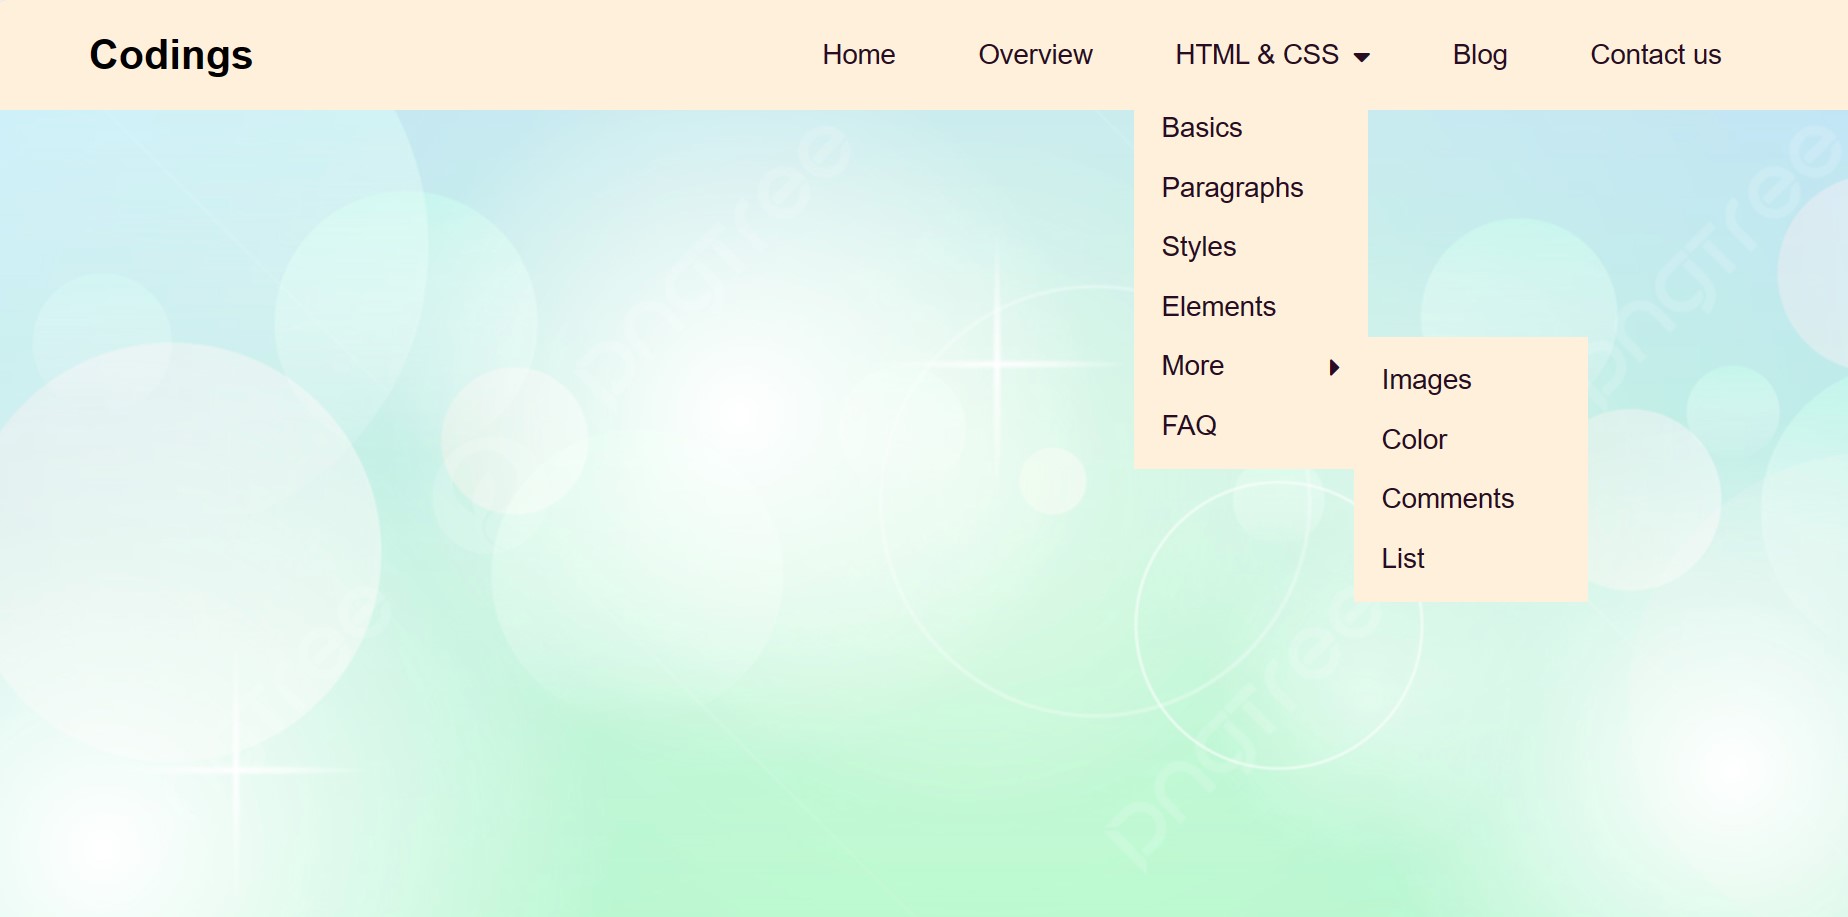 Codings
Home Overview HTML & CSS Blog Contact us
Basics
Paragraphs
Styles
Elements
More
FAQ
Images
Color
Comments
List
pngtree
pngtree
pngtree